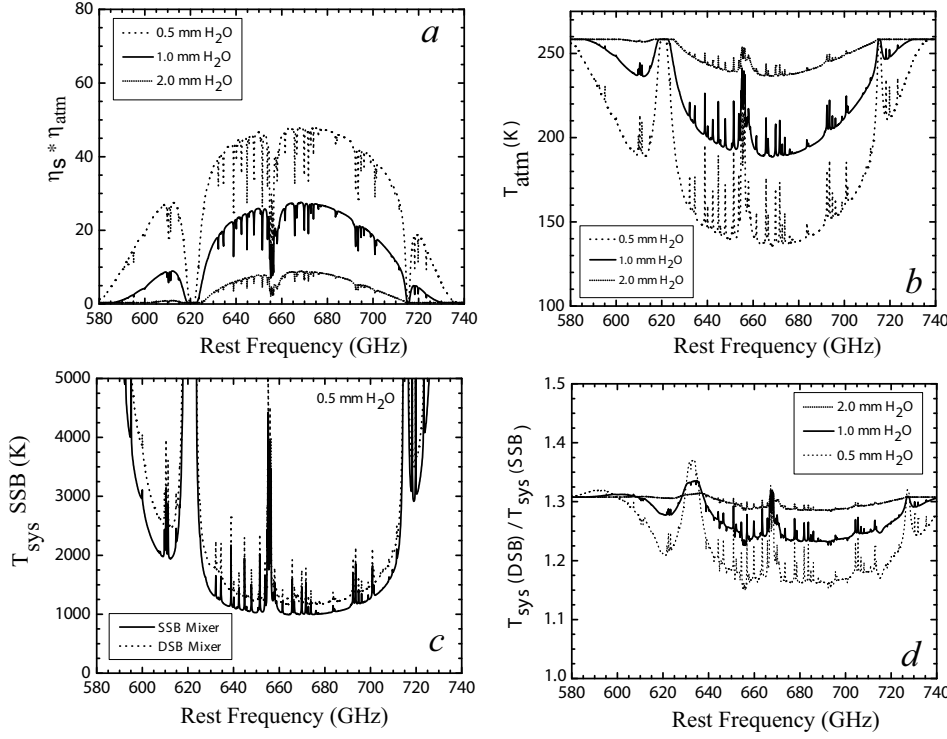 80
60
40
20
0
ηs * ηatm
0.5 mm H2O
1.0 mm H2O
2.0 mm H2O
a
580 600 620 640 660 680 700 720 740
Rest Frequency (GHz)
250
200
150
100
Tatm (K)
0.5 mm H2O
1.0 mm H2O
2.0 mm H2O
b
580 600 620 640 660 680 700 720 740
Rest Frequency (GHz)
5000
4000
3000
2000
1000
0
Tsys SSB (K)
0.5 mm H2O
SSB Mixer
DSB Mixer
c
580 600 620 640 660 680 700 720 740
Rest Frequency (GHz)
1.5
1.4
1.3
1.2
1.1
1.0
Tsys (DSB) / Tsys (SSB)
2.0 mm H2O
1.0 mm H2O
0.5 mm H2O
d
580 600 620 640 660 680 700 720 740
Rest Frequency (GHz)